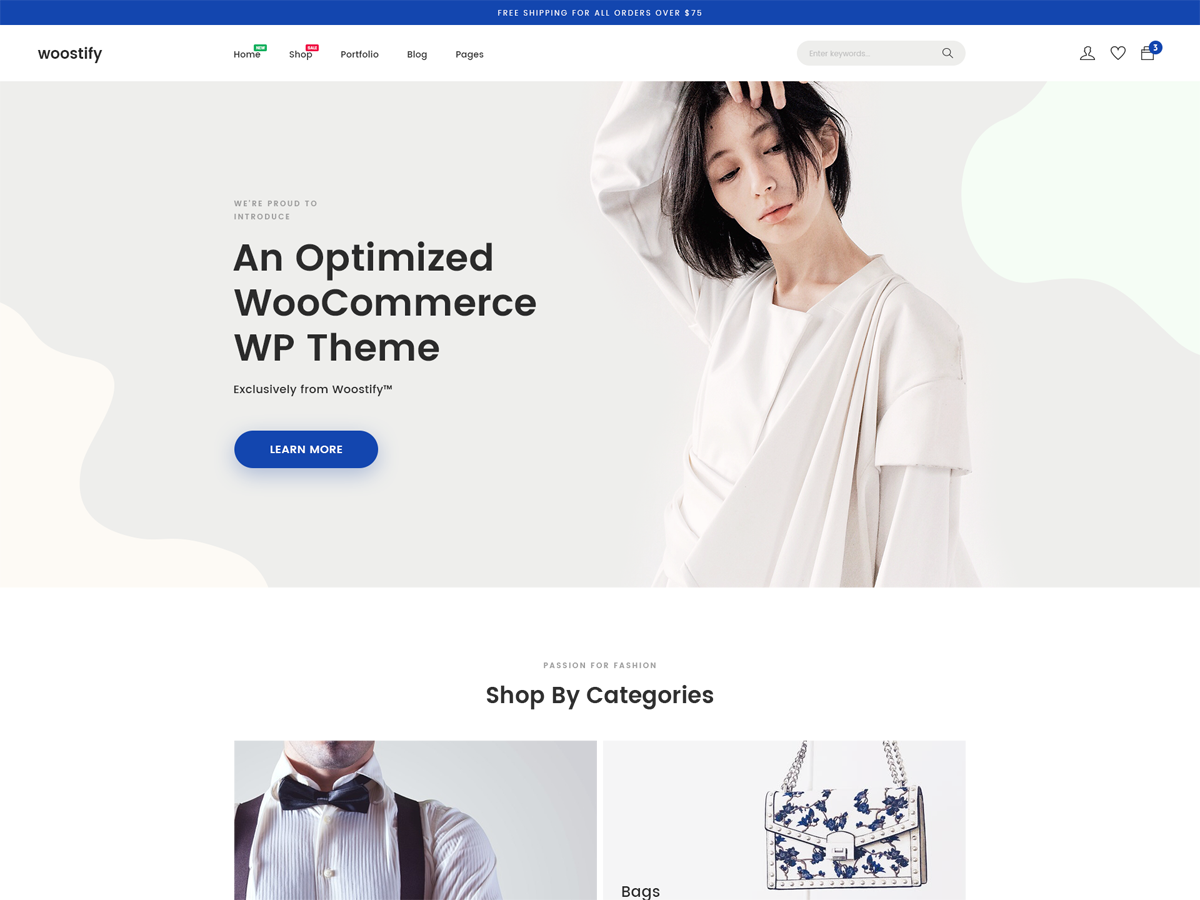 FREE SHIPPING FOR ALL ORDERS OVER $75
woostify
Home
NEW
Shop
SALE
Portfolio
Blog
Pages
Enter keywords...
3
WE'RE PROUD TO
INTRODUCE
An Optimized
WooCommerce
WP Theme
Exclusively from Woostify™
LEARN MORE
PASSION FOR FASHION
Shop By Categories
Bags